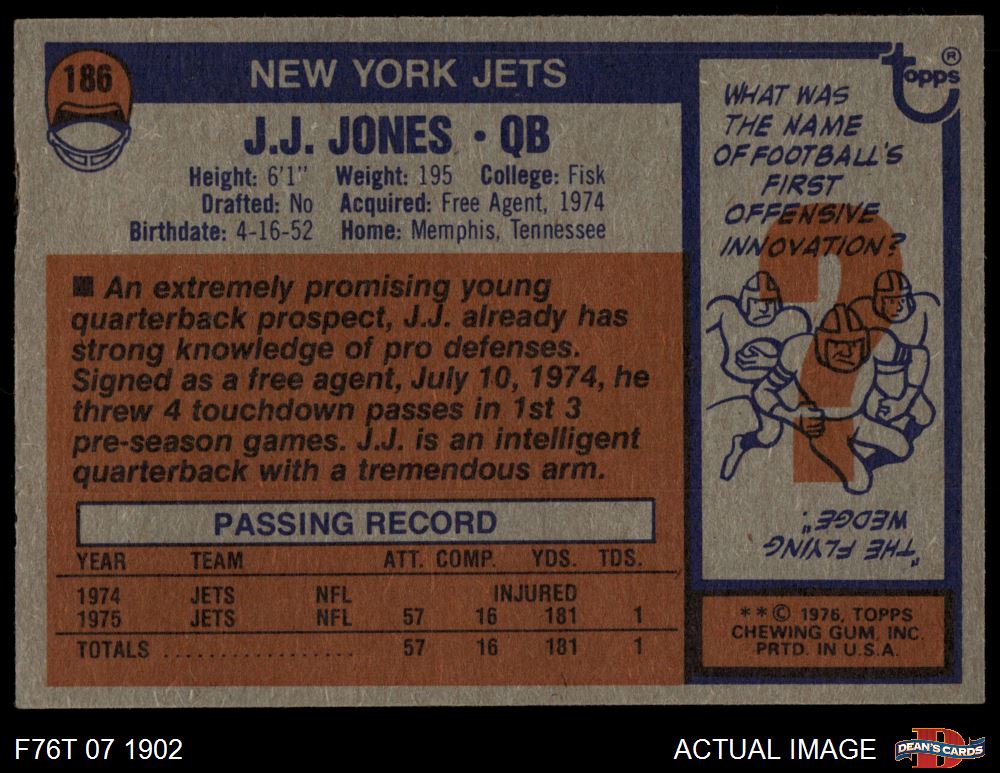 186
NEW YORK JETS
J.J. JONES • QB
Height: 6'1" Weight: 195 College: Fisk
Drafted: No Acquired: Free Agent, 1974
Birthdate: 4-16-52 Home: Memphis, Tennessee
■ An extremely promising young
quarterback prospect, J.J. already has
strong knowledge of pro defenses.
Signed as a free agent, July 10, 1974, he
threw 4 touchdown passes in 1st 3
pre-season games. J.J. is an intelligent
quarterback with a tremendous arm.
PASSING RECORD
YEAR TEAM ATT. COMP. YDS. TDS.
1974 JETS NFL INJURED
1975 JETS NFL 57 16 181 1
TOTALS .................. 57 16 181 1
topps ®
WHAT WAS
THE NAME
OF FOOTBALL'S
FIRST
OFFENSIVE
INNOVATION?
?
"THE FLYING
WEDGE."
**© 1976, TOPPS
CHEWING GUM, INC.
PRTD. IN U.S.A.
F76T 07 1902
ACTUAL IMAGE
D
DEAN'S CARDS